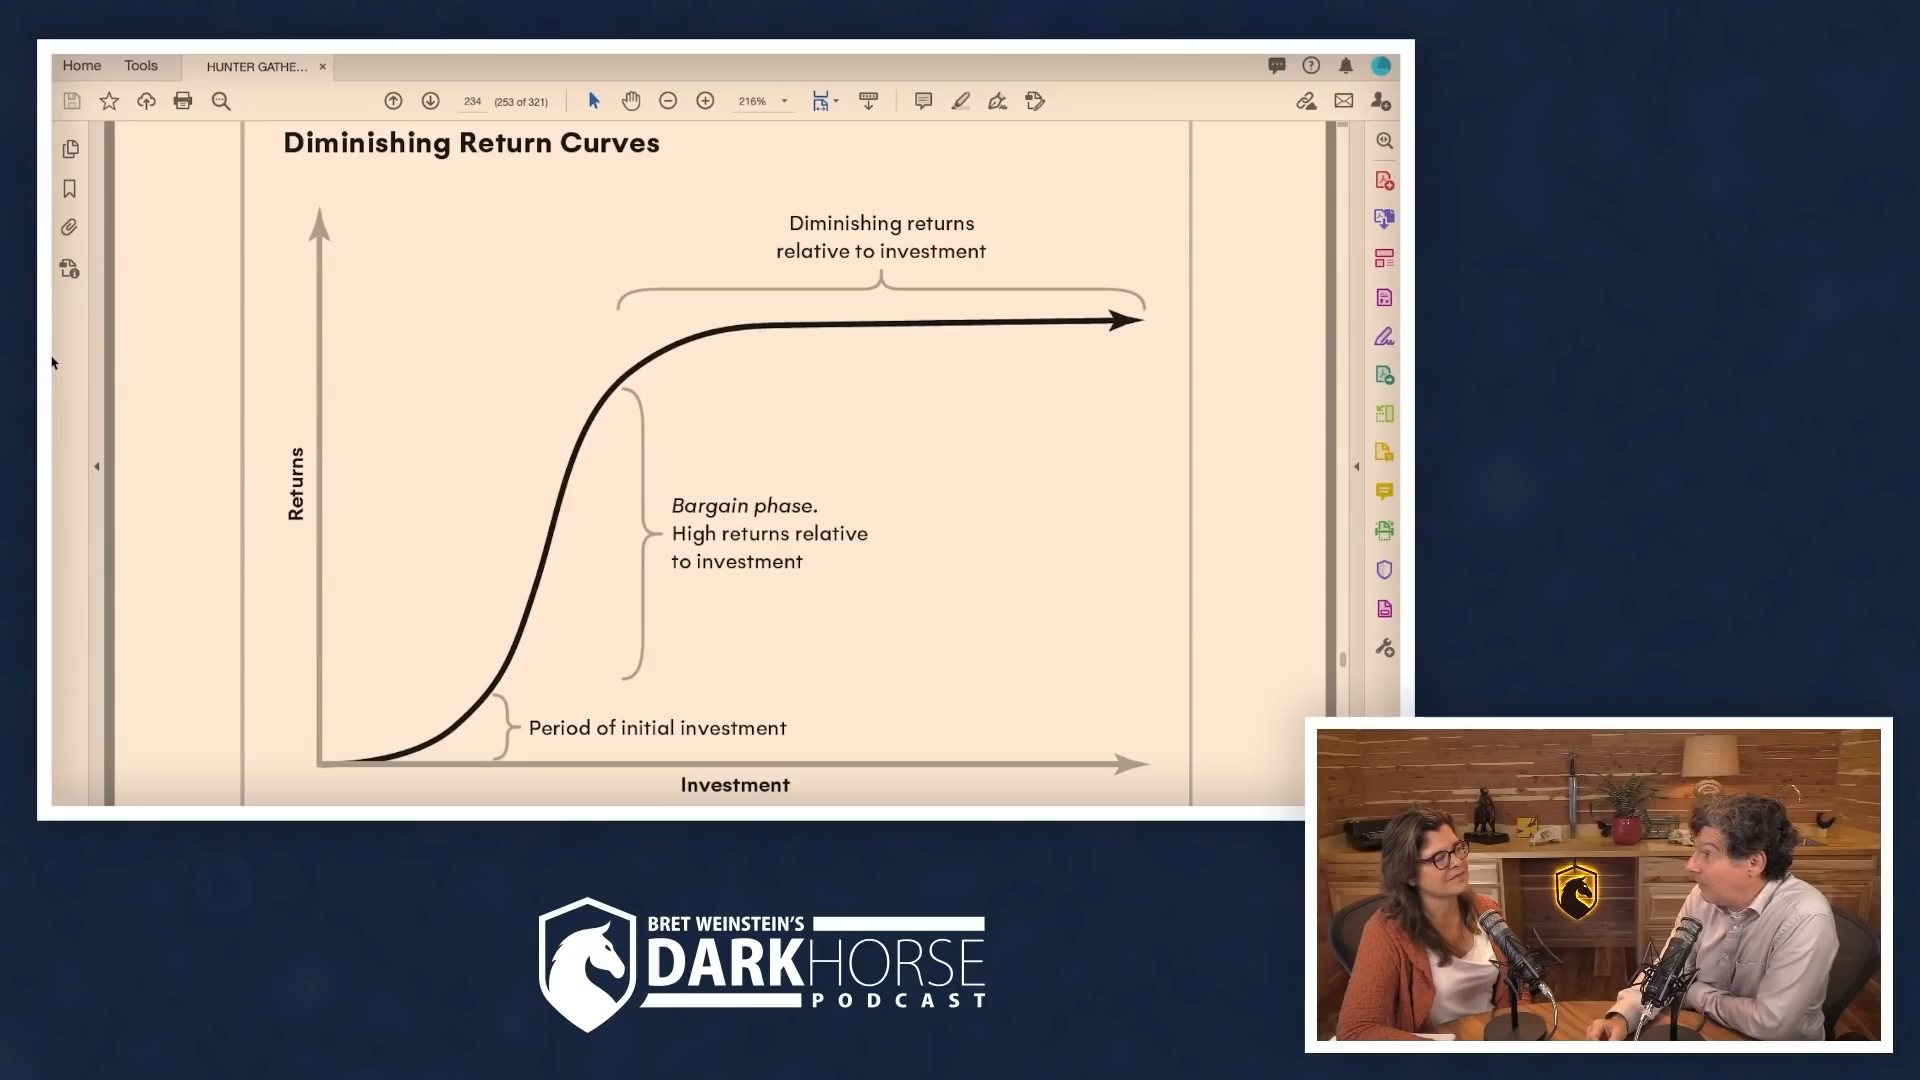 Home Tools HUNTER GATHE... ×
234 (253 of 321) 216%
Diminishing Return Curves
Diminishing returns
relative to investment
Returns
Bargain phase.
High returns relative
to investment
Period of initial investment
Investment
BRET WEINSTEIN'S
DARKHORSE
PODCAST